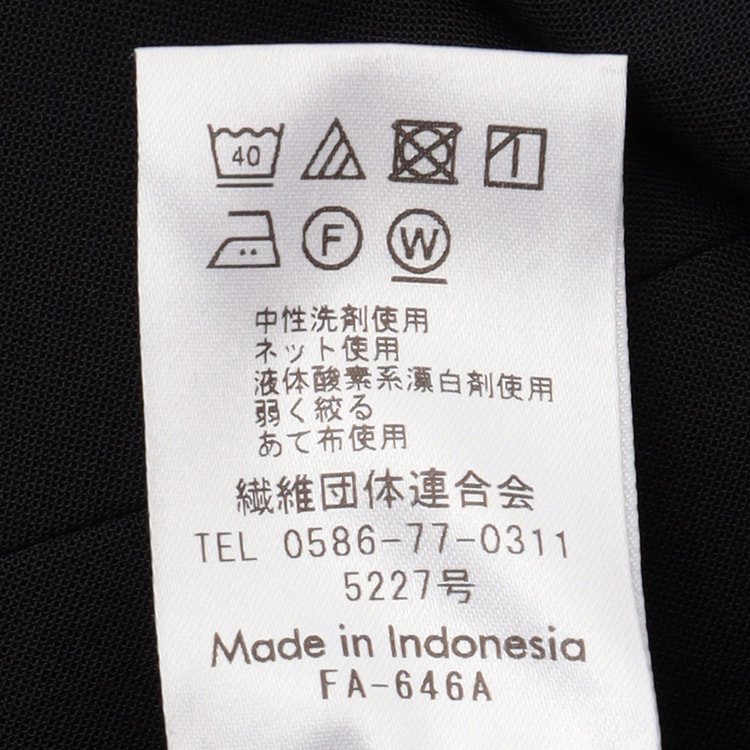 40
F W
中性洗剤使用
ネット使用
液体酸素系漂白剤使用
弱く絞る
あて布使用
繊維団体連合会
TEL 0586-77-0311
5227号
Made in Indonesia
FA-646A